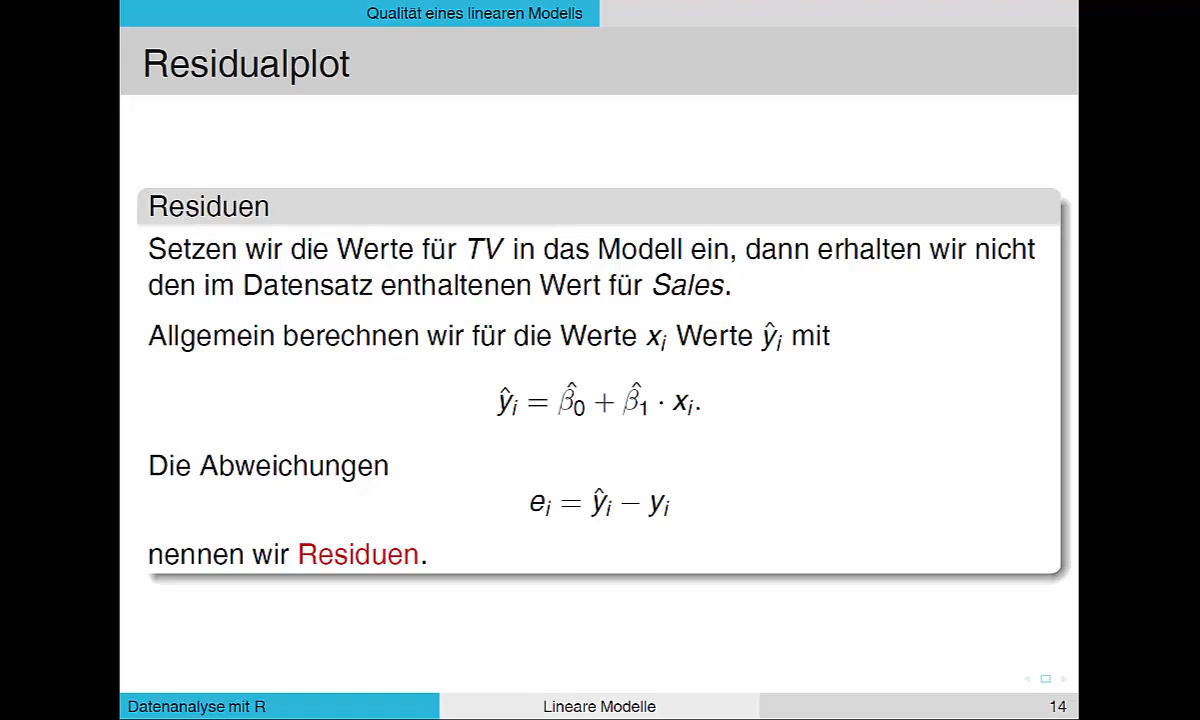 Qualität eines linearen Modells
Residualplot
Residuen
Setzen wir die Werte für TV in das Modell ein, dann erhalten wir nicht
den im Datensatz enthaltenen Wert für Sales.
Allgemein berechnen wir für die Werte xᵢ Werte ŷᵢ mit
ŷᵢ = β̂₀ + β̂₁ · xᵢ.
Die Abweichungen
eᵢ = ŷᵢ − yᵢ
nennen wir Residuen.
Datenanalyse mit R Lineare Modelle 14